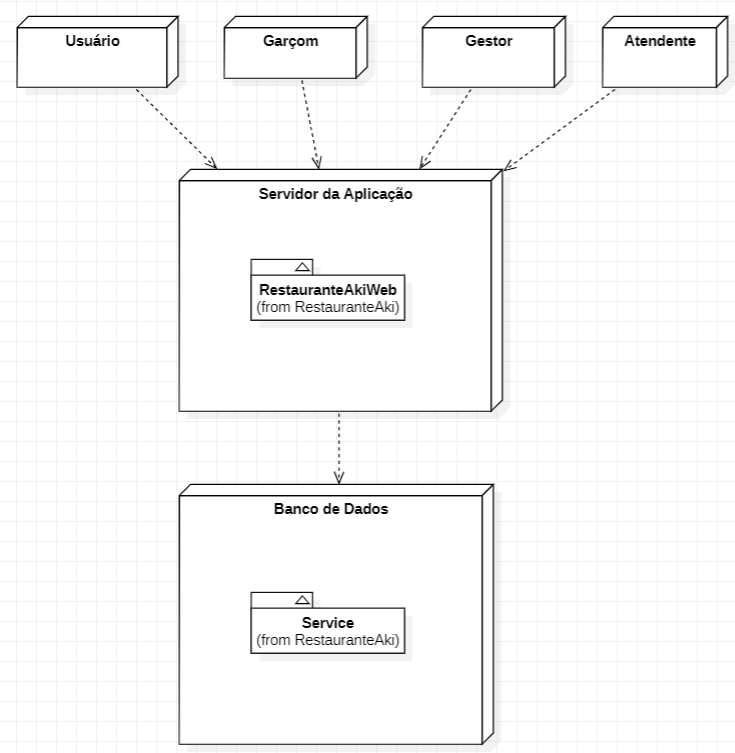 Usuário
Garçom
Gestor
Atendente
Servidor da Aplicação
RestauranteAkiWeb
(from RestauranteAki)
Banco de Dados
Service
(from RestauranteAki)